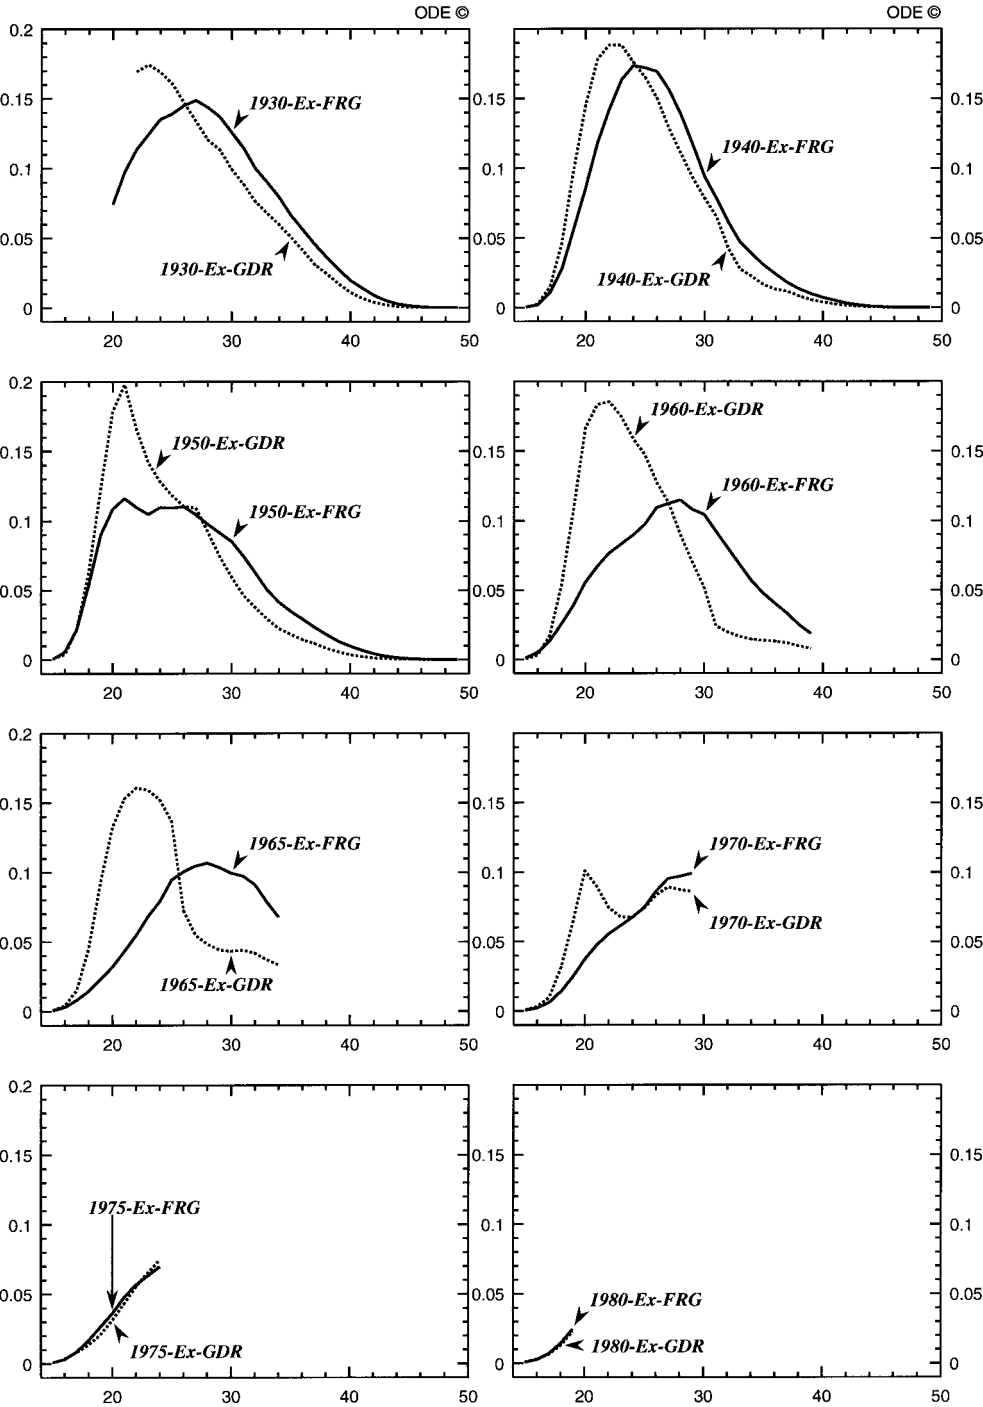 ODE © ODE ©
0.2
0.15 1930-Ex-FRG 0.15
0.1 1940-Ex-FRG 0.1
0.05 1930-Ex-GDR 1940-Ex-GDR 0.05
0 0 0
20 30 40 50 20 30 40 50
0.2
0.15 1950-Ex-GDR 1960-Ex-GDR 0.15
0.1 1950-Ex-FRG 1960-Ex-FRG 0.1
0.05 0.05
0 0 0
20 30 40 50 20 30 40 50
0.2
0.15 0.15
0.1 1965-Ex-FRG 1970-Ex-FRG 0.1
0.05 1965-Ex-GDR 1970-Ex-GDR 0.05
0 0 0
20 30 40 50 20 30 40 50
0.2
0.15 0.15
0.1 1975-Ex-FRG 0.1
0.05 1980-Ex-FRG 0.05
0 1975-Ex-GDR 0 1980-Ex-GDR 0
20 30 40 50 20 30 40 50